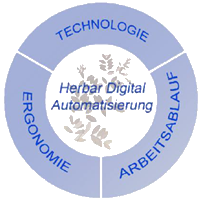 TECHNOLOGIE
Herbar Digital
Automatisierung
ERGONOMIE
ARBEITSABLAUF